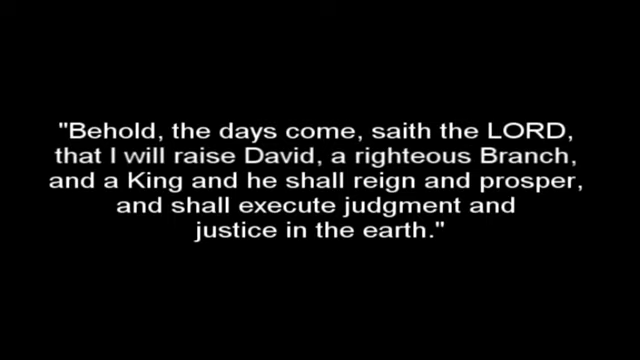 "Behold, the days come, saith the LORD,
that I will raise David, a righteous Branch,
and a King and he shall reign and prosper,
and shall execute judgment and
justice in the earth."